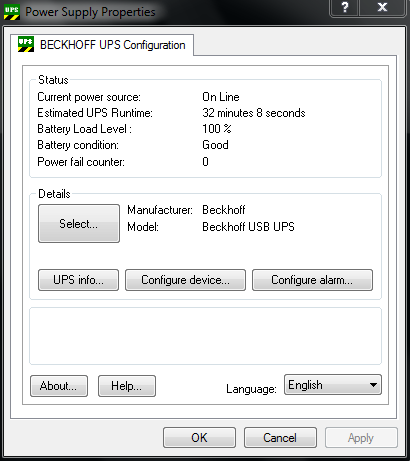 UPS Power Supply Properties ? X
UPS BECKHOFF UPS Configuration
Status
Current power source: On Line
Estimated UPS Runtime: 32 minutes 8 seconds
Battery Load Level : 100 %
Battery condition: Good
Power fail counter: 0
Details
Select...
Manufacturer: Beckhoff
Model: Beckhoff USB UPS
UPS info... Configure device... Configure alarm...
About... Help... Language: English
OK Cancel Apply